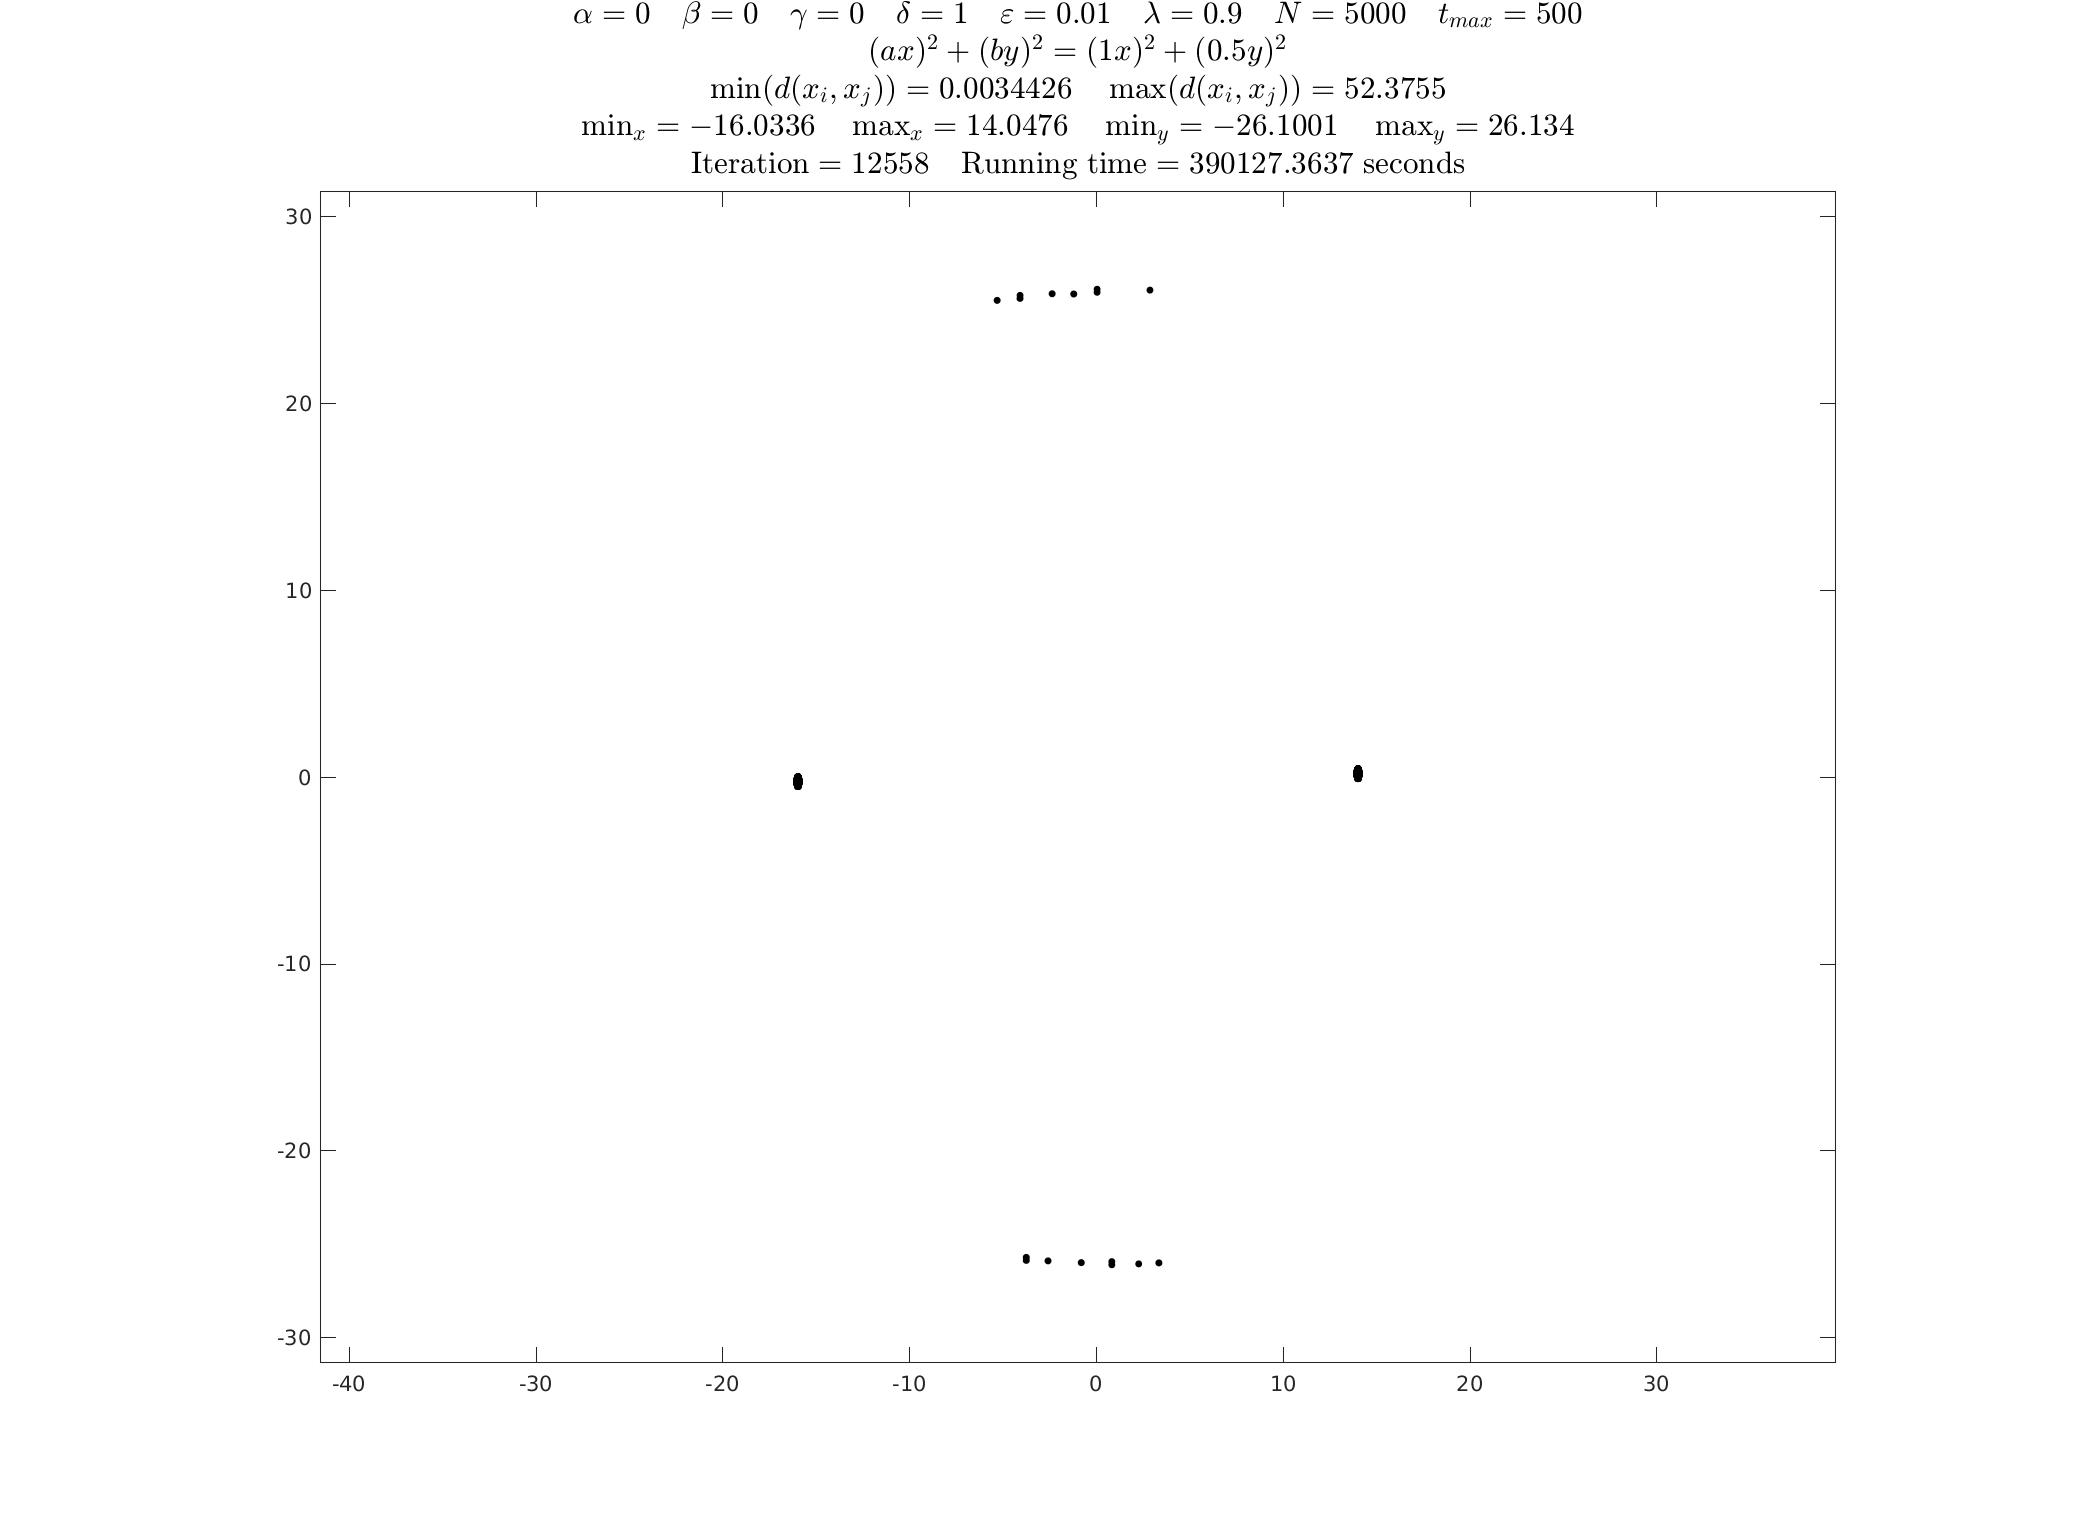 α = 0 β = 0 γ = 0 δ = 1 ε = 0.01 λ = 0.9 N = 5000 t_max = 500
(ax)² + (by)² = (1x)² + (0.5y)²
min(d(x_i, x_j)) = 0.0034426 max(d(x_i, x_j)) = 52.3755
min_x = −16.0336 max_x = 14.0476 min_y = −26.1001 max_y = 26.134
Iteration = 12558 Running time = 390127.3637 seconds
30
20
10
0
-10
-20
-30
-40 -30 -20 -10 0 10 20 30